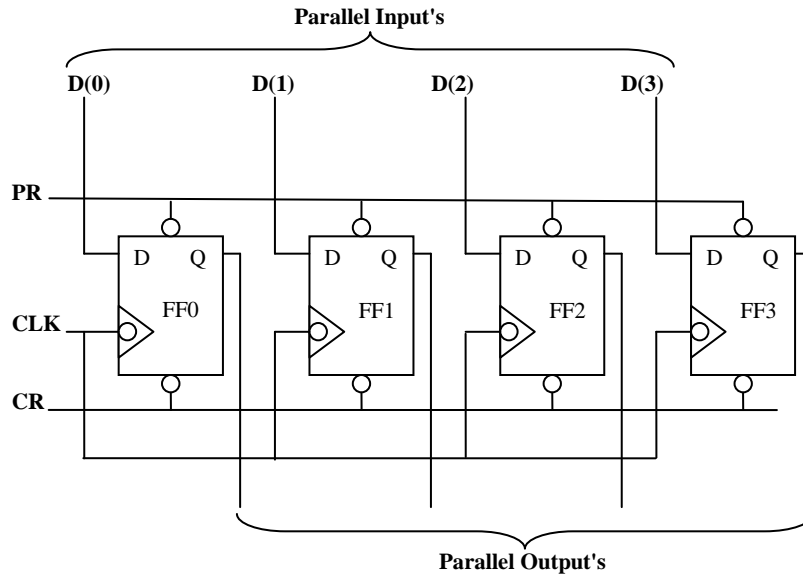 Parallel Input's
D(0) D(1) D(2) D(3)
PR
D Q D Q D Q D Q
CLK FF0 FF1 FF2 FF3
CR
Parallel Output's